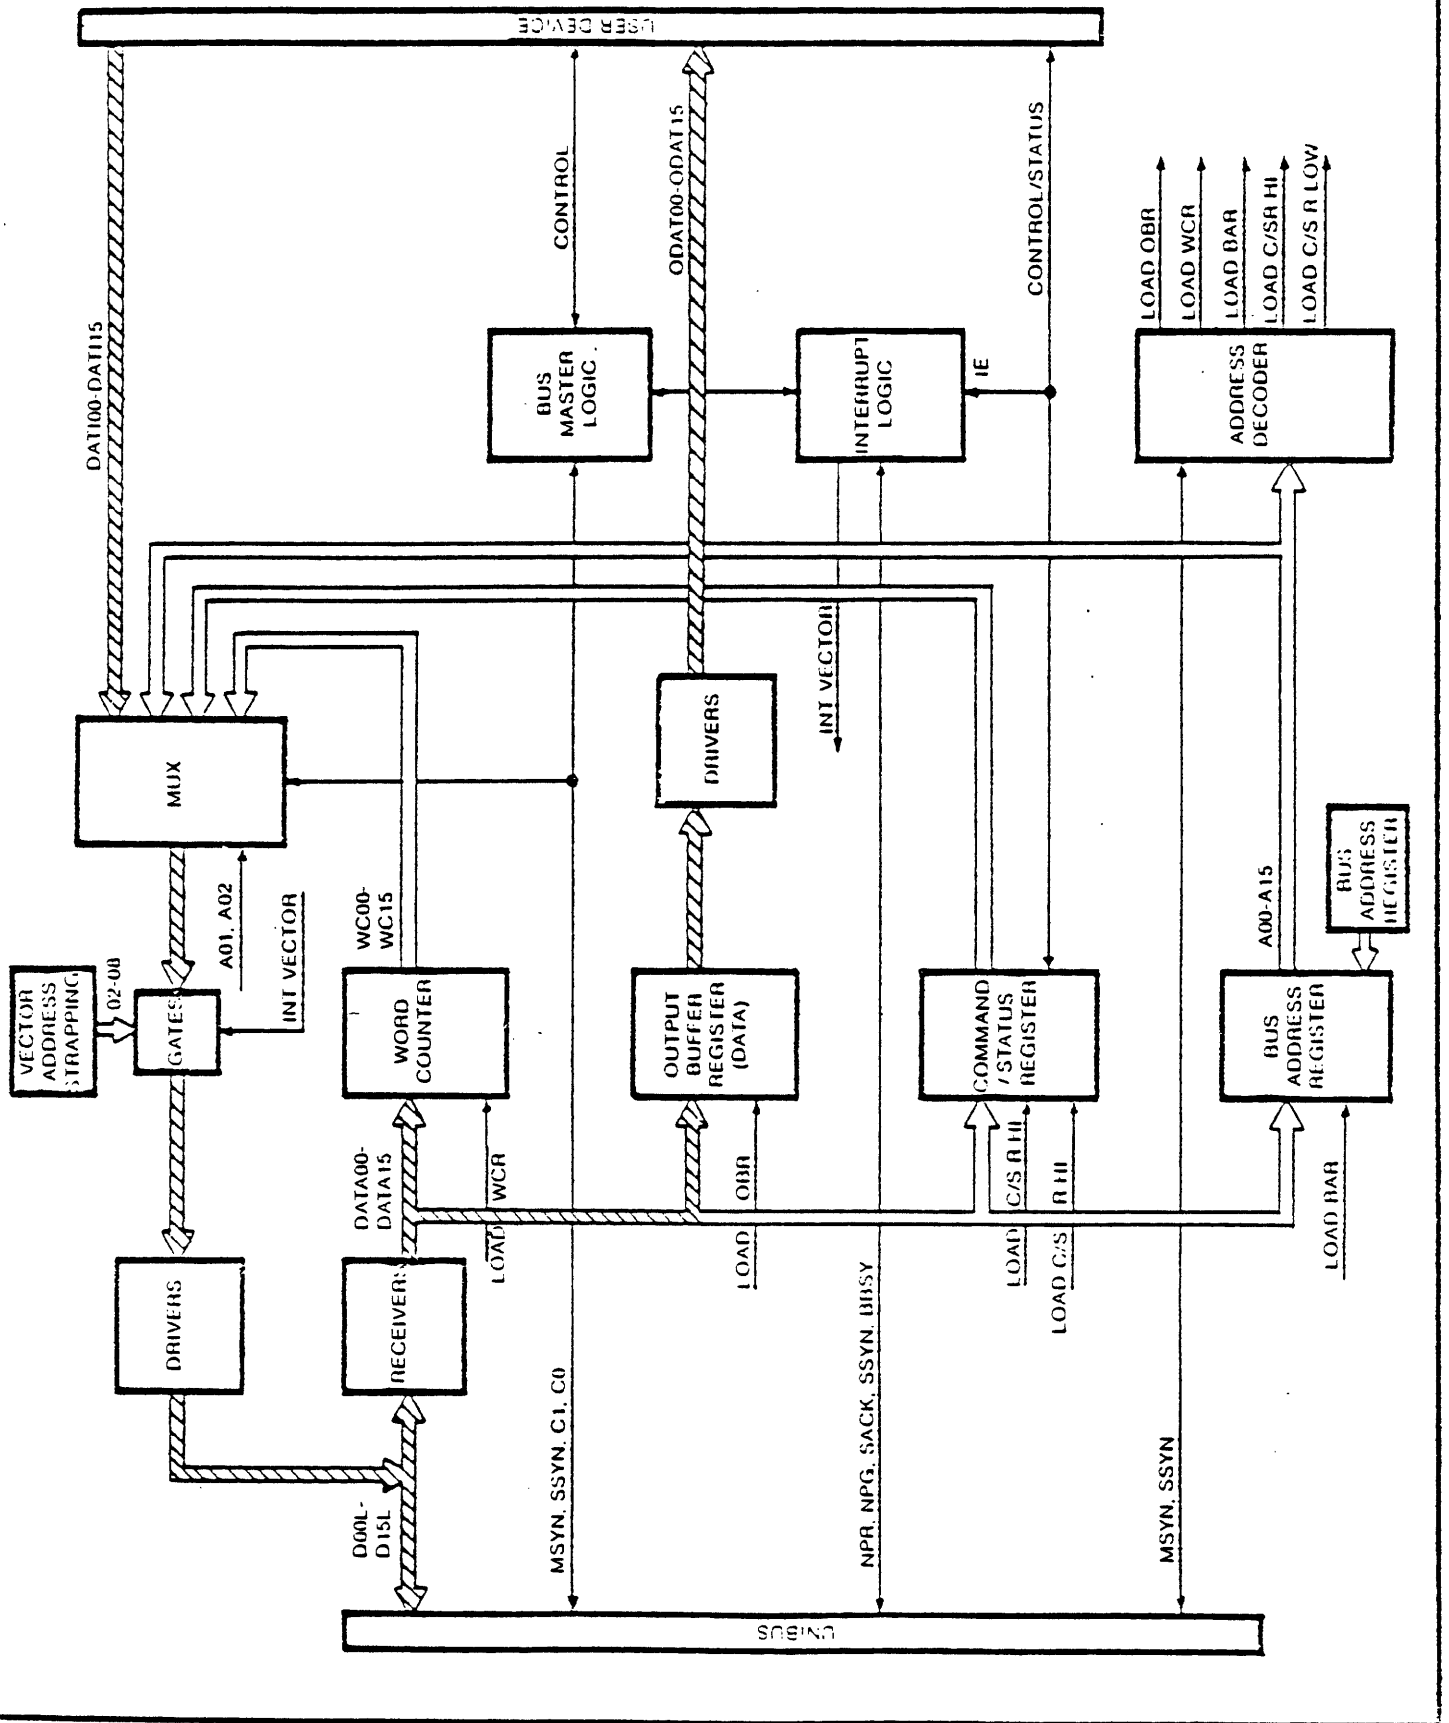 VECTOR
ADDRESS
STRAPPING
02-08
GATES
DRIVERS
MUX
A01, A02
INT VECTOR
DATI00-DATI15
USER DEVICE
D00L-
D15L
RECEIVERS
DATA00-
DATA15
WORD
COUNTER
WC00-
WC15
LOAD WCR
MSYN, SSYN, C1, C0
BUS
MASTER
LOGIC
CONTROL
OUTPUT
BUFFER
REGISTER
(DATA)
LOAD OBR
DRIVERS
ODAT00-ODAT15
INT VECTOR
INTERRUPT
LOGIC
IE
NPR, NPG, SACK, SSYN, BBSY
COMMAND
/ STATUS
REGISTER
LOAD C/S R HI
LOAD C/S R HI
CONTROL/STATUS
MSYN, SSYN
BUS
ADDRESS
REGISTER
LOAD BAR
A00-A15
BUS
ADDRESS
REGISTER
ADDRESS
DECODER
LOAD OBR
LOAD WCR
LOAD BAR
LOAD C/SR HI
LOAD C/S R LOW
UNIBUS